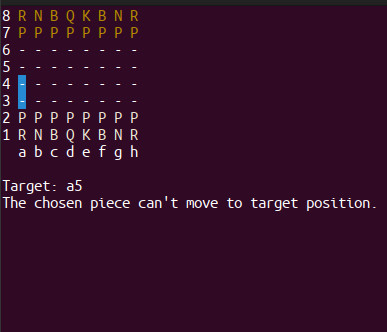 8 R N B Q K B N R
7 P P P P P P P P
6 - - - - - - - -
5 - - - - - - - -
4 - - - - - - - -
3 - - - - - - - -
2 P P P P P P P P
1 R N B Q K B N R
a b c d e f g h
Target: a5
The chosen piece can't move to target position.